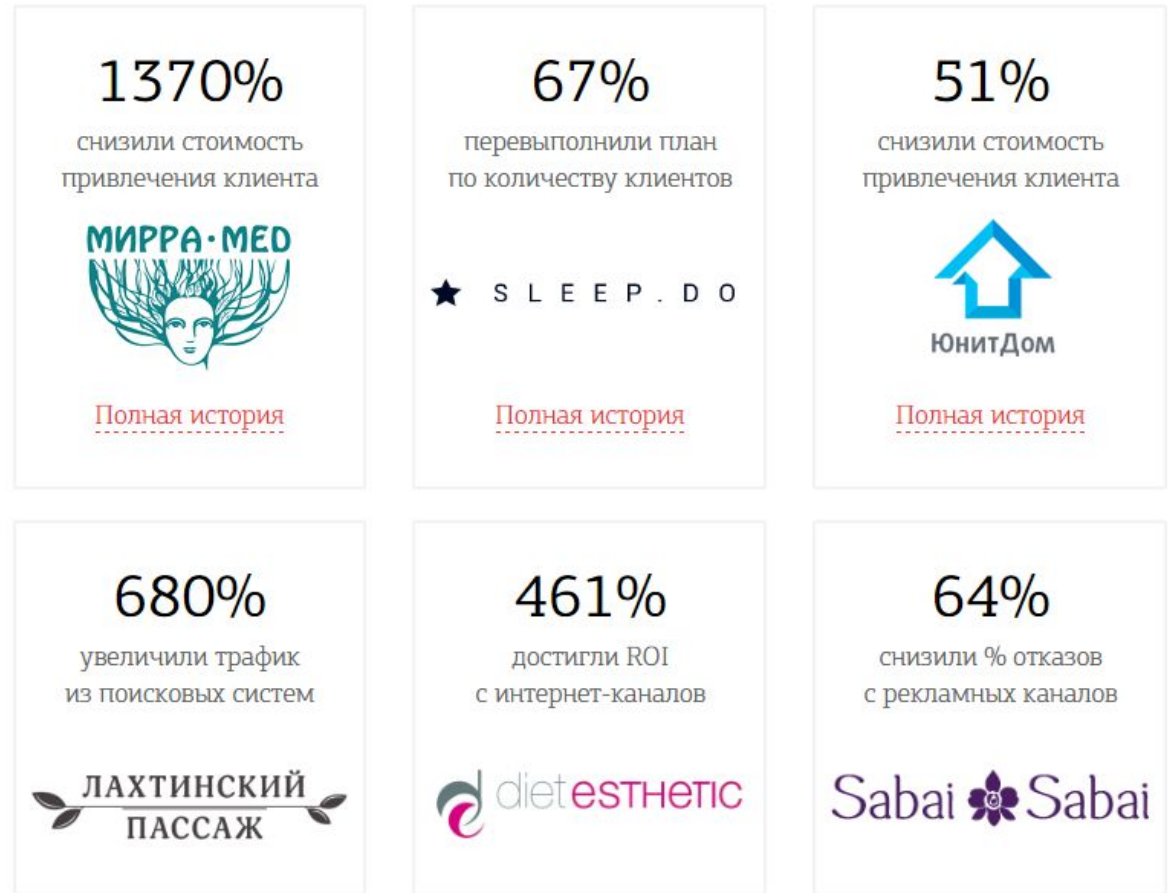 1370%
снизили стоимость
привлечения клиента
МИРРА·МЕD
Полная история
67%
перевыполнили план
по количеству клиентов
SLEEP.DO
Полная история
51%
снизили стоимость
привлечения клиента
ЮнитДом
Полная история
680%
увеличили трафик
из поисковых систем
ЛАХТИНСКИЙ
ПАССАЖ
461%
достигли ROI
с интернет-каналов
dietesthetic
64%
снизили % отказов
с рекламных каналов
Sabai Sabai